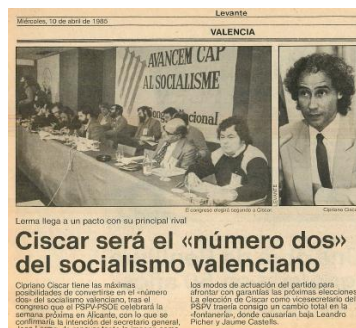 Levante
Miércoles, 10 de abril de 1985
VALENCIA
AVANCEM CAP
AL SOCIALISME
El congreso elegirá segundo a Ciscar.
Cipriano Ciscar
LEVANTE
Lerma llega a un pacto con su principal rival
Ciscar será el «número dos»
del socialismo valenciano
Cipriano Ciscar tiene las máximas
posibilidades de convertirse en el «número
dos» del socialismo valenciano, tras el
congreso que el PSPV-PSOE celebrará la
semana próxima en Alicante, con lo que se
confirmaría la intención del secretario general,
los modos de actuación del partido para
afrontar con garantías las próximas elecciones.
La elección de Ciscar como vicesecretario del
PSPV traería consigo un cambio total en la
«fontanería», donde causarían baja Leandro
Picher y Jaume Castells.